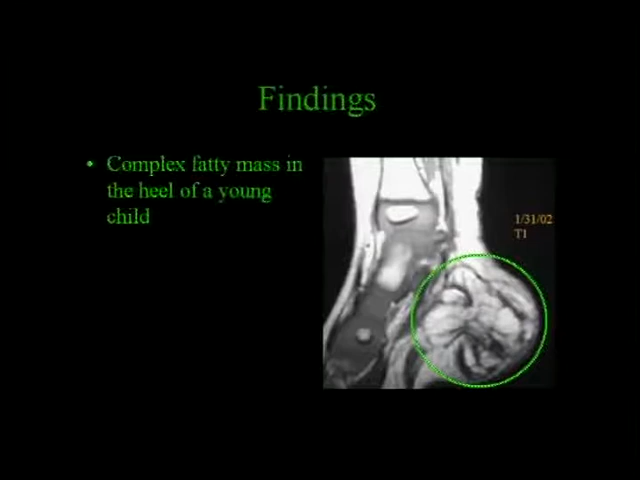 Findings
• Complex fatty mass in
the heel of a young
child
1/31/02
T1